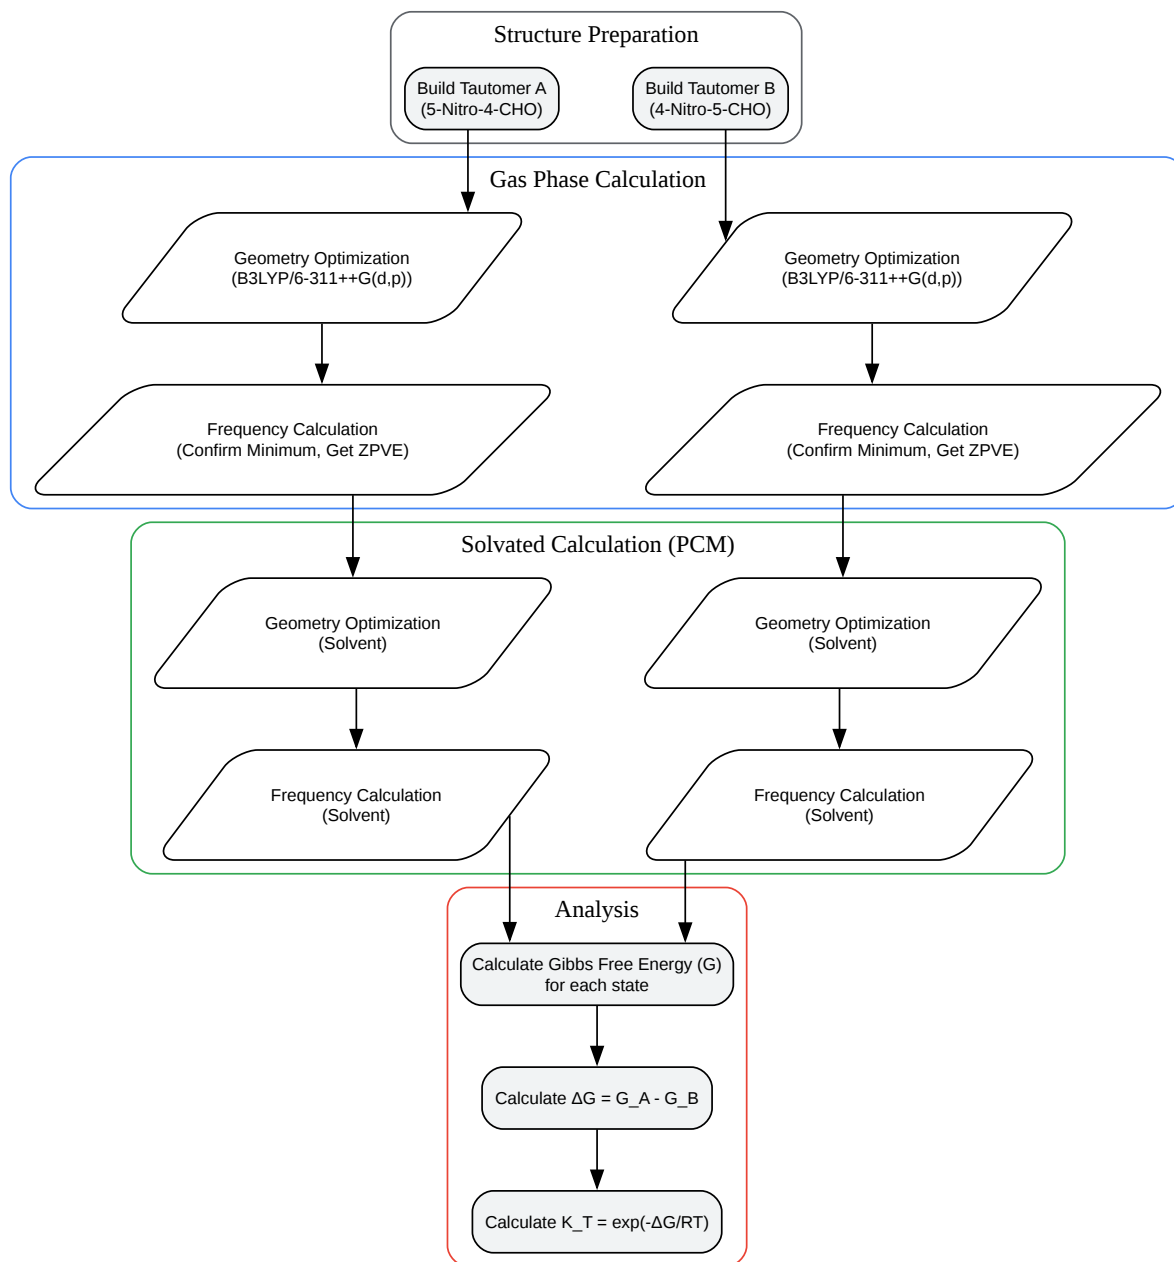 Structure Preparation
Build Tautomer A
(5-Nitro-4-CHO)
Build Tautomer B
(4-Nitro-5-CHO)
Gas Phase Calculation
Geometry Optimization
(B3LYP/6-311++G(d,p))
Geometry Optimization
(B3LYP/6-311++G(d,p))
Frequency Calculation
(Confirm Minimum, Get ZPVE)
Frequency Calculation
(Confirm Minimum, Get ZPVE)
Solvated Calculation (PCM)
Geometry Optimization
(Solvent)
Geometry Optimization
(Solvent)
Frequency Calculation
(Solvent)
Frequency Calculation
(Solvent)
Analysis
Calculate Gibbs Free Energy (G)
for each state
Calculate ΔG = G_A - G_B
Calculate K_T = exp(-ΔG/RT)